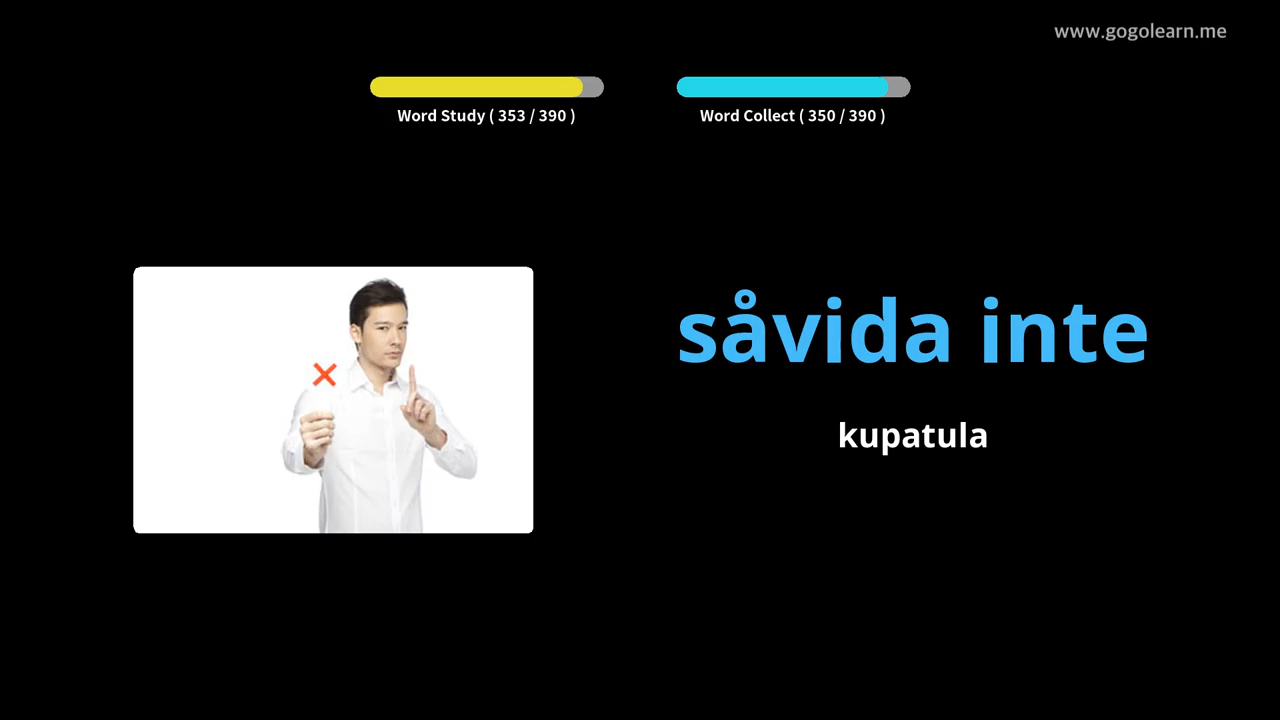 www.gogolearn.me
Word Study ( 353 / 390 )
Word Collect ( 350 / 390 )
såvida inte
kupatula